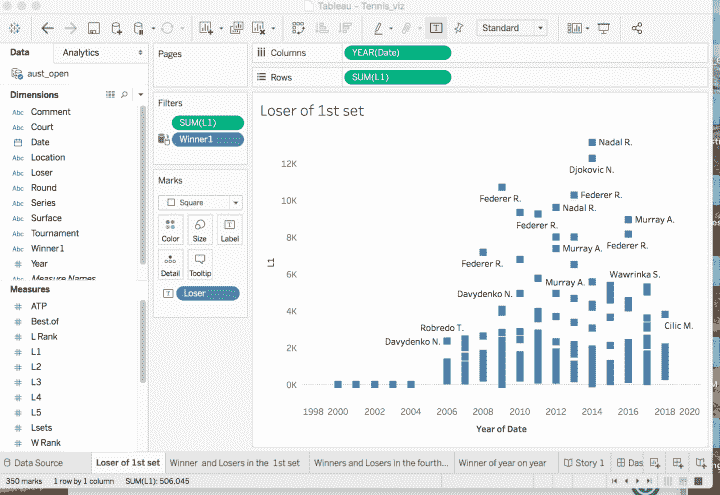 Tableau - Tennis_viz
Standard
Data
Analytics
Pages
Columns
YEAR(Date)
Rows
SUM(L1)
aust_open
Dimensions
Abc Comment
Abc Court
Date
Abc Location
Abc Loser
Abc Round
Abc Series
Abc Surface
Abc Tournament
Abc Winner1
# Year
Abc Measure Names
Measures
# ATP
# Best.of
# L Rank
# L1
# L2
# L3
# L4
# L5
# Lsets
# W Rank
Filters
SUM(L1)
Winner1
Marks
Square
Color
Size
Label
Detail
Tooltip
Loser
Loser of 1st set
Nadal R.
12K
Djokovic N.
Federer R.
Federer R.
10K
Nadal R.
Federer R.
Murray A.
8K
Murray A.
Federer R.
L1
Federer R.
6K
Wawrinka S.
Murray A.
Davydenko N.
4K
Robredo T.
Cilic M.
Davydenko N.
2K
0K
1998 2000 2002 2004 2006 2008 2010 2012 2014 2016 2018 2020
Year of Date
Data Source
Loser of 1st set
Winner and Losers in the 1st set
Winners and Losers in the fourth...
Winner of year on year
Story 1
Das
350 marks
1 row by 1 column
SUM(L1): 506,045